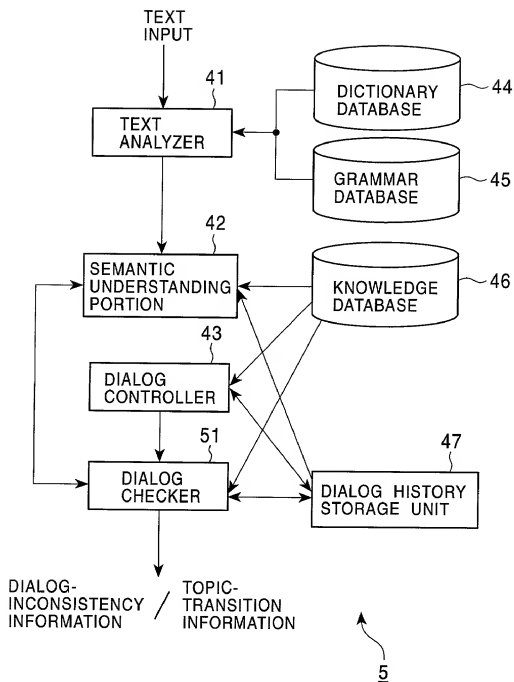 TEXT
INPUT
41
TEXT
ANALYZER
DICTIONARY
DATABASE
44
GRAMMAR
DATABASE
45
42
SEMANTIC
UNDERSTANDING
PORTION
KNOWLEDGE
DATABASE
46
43
DIALOG
CONTROLLER
51
DIALOG
CHECKER
47
DIALOG HISTORY
STORAGE UNIT
DIALOG-
INCONSISTENCY
INFORMATION
/
TOPIC-
TRANSITION
INFORMATION
5